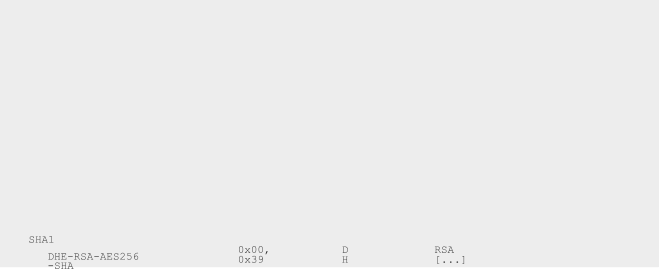 SHA1
0x00, D RSA
DHE-RSA-AES256
0x39 H [...]
-SHA